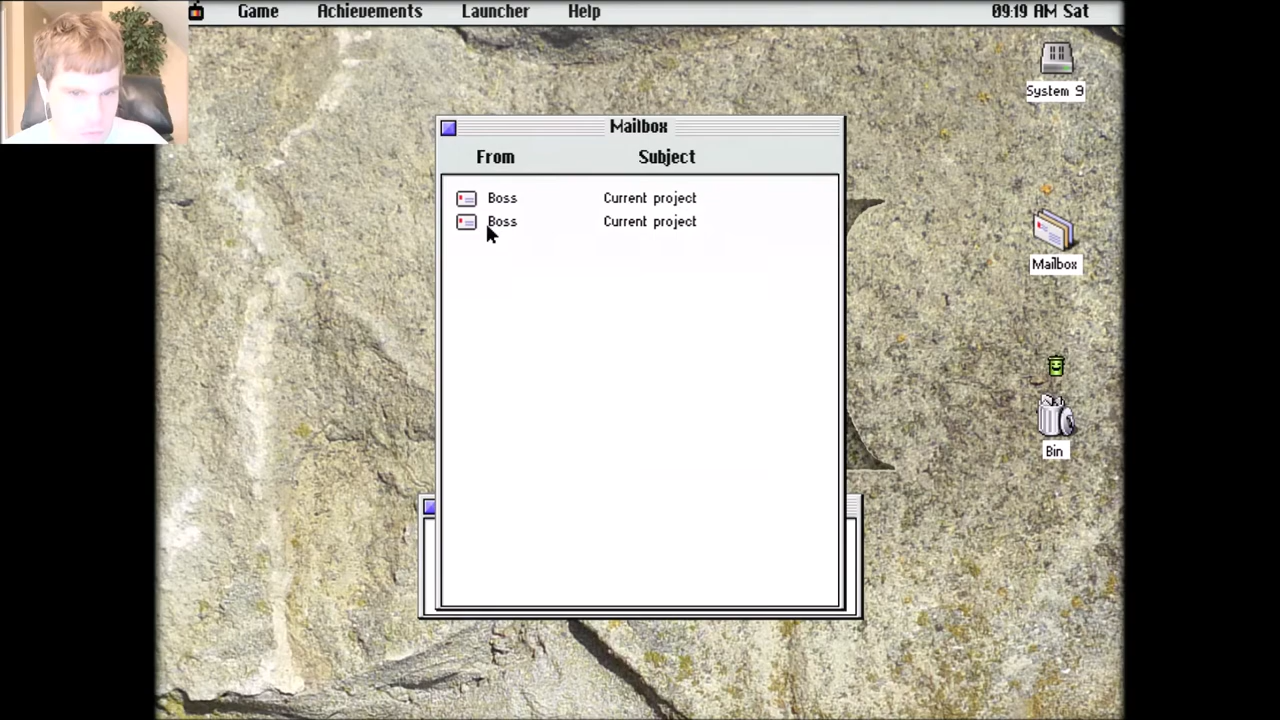 Game Achievements Launcher Help 09:19 AM Sat
System 9
Mailbox
From Subject
Boss Current project
Boss Current project
Mailbox
Bin